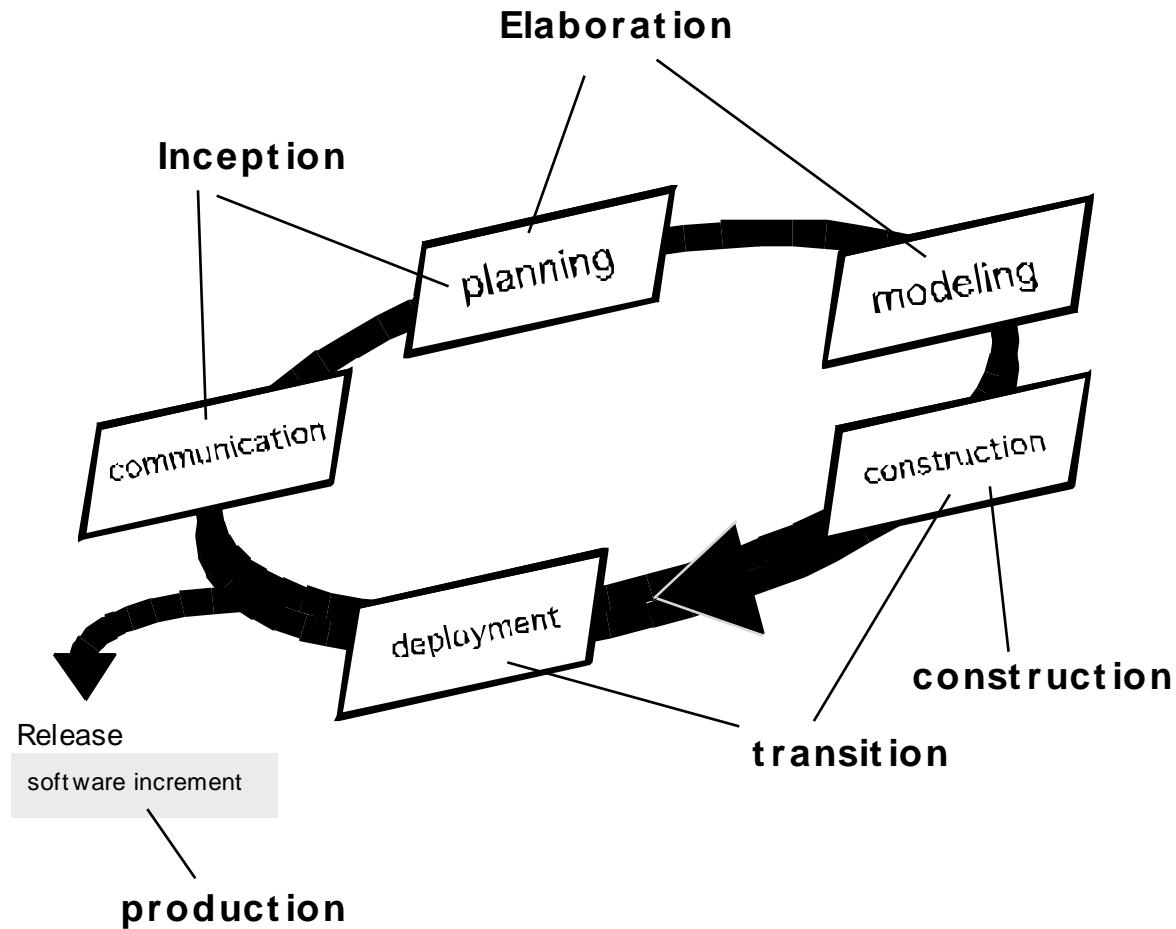 Elaboration
Inception
planning
modeling
communication
construction
deployment
construction
Release
transition
software increment
production